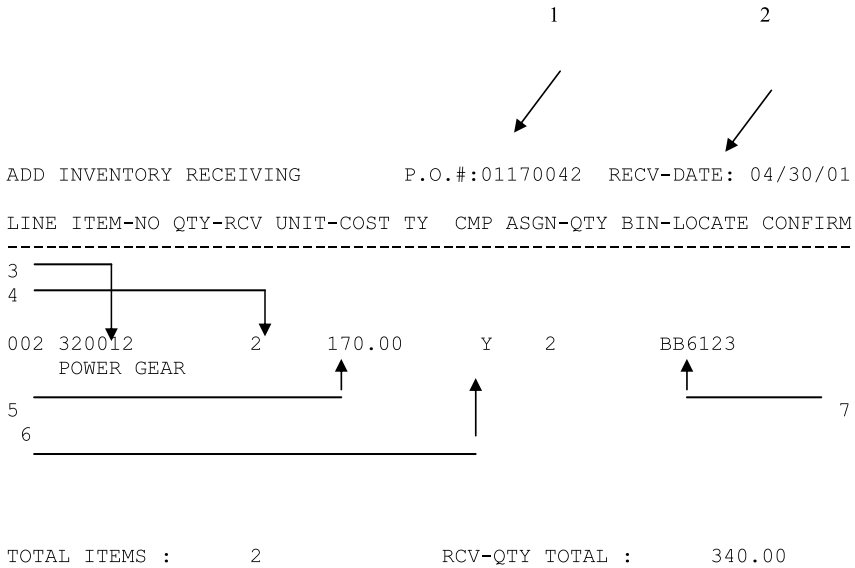 1 2
ADD INVENTORY RECEIVING P.O.#:01170042 RECV-DATE: 04/30/01
LINE ITEM-NO QTY-RCV UNIT-COST TY CMP ASGN-QTY BIN-LOCATE CONFIRM
3
4
002 320012 2 170.00 Y 2 BB6123
POWER GEAR
5 7
6
TOTAL ITEMS : 2 RCV-QTY TOTAL : 340.00